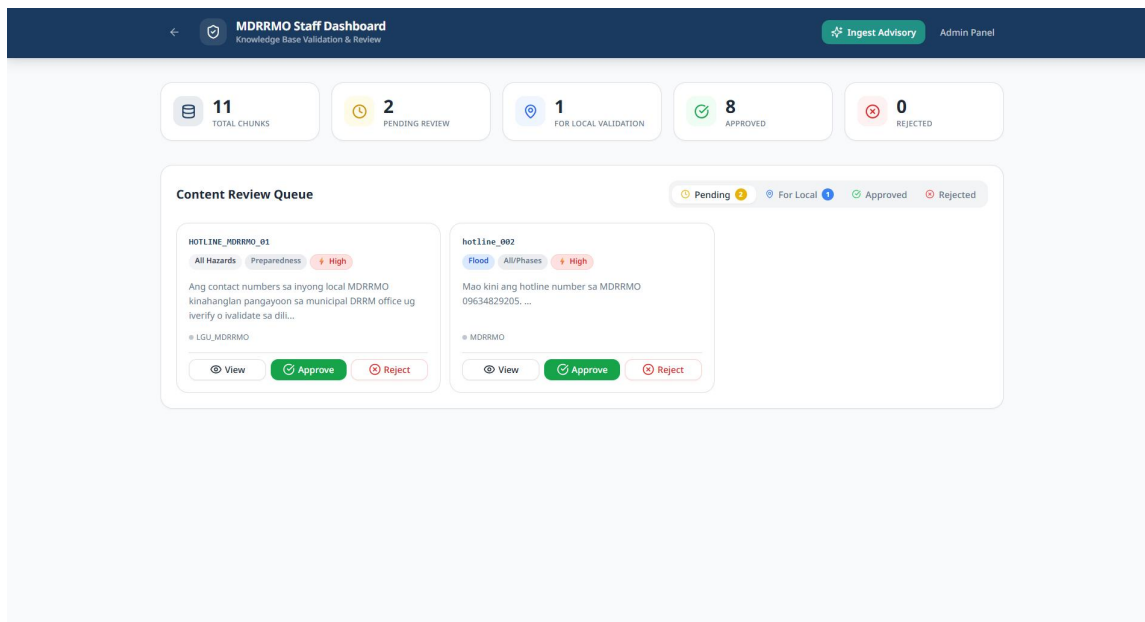 MDRRMO Staff Dashboard
Knowledge Base Validation & Review
Ingest Advisory
Admin Panel
11
TOTAL CHUNKS
2
PENDING REVIEW
1
FOR LOCAL VALIDATION
8
APPROVED
0
REJECTED
Content Review Queue
Pending 2
For Local 1
Approved
Rejected
HOTLINE_MDRRMO_01
All Hazards Preparedness High
Ang contact numbers sa inyong local MDRRMO
kinahanglan pangayoon sa municipal DRRM office ug
iverify o ivalidate sa dili...
LGU_MDRRMO
View Approve Reject
hotline_002
Flood All/Phases High
Mao kini ang hotline number sa MDRRMO
09634829205. ...
MDRRMO
View Approve Reject